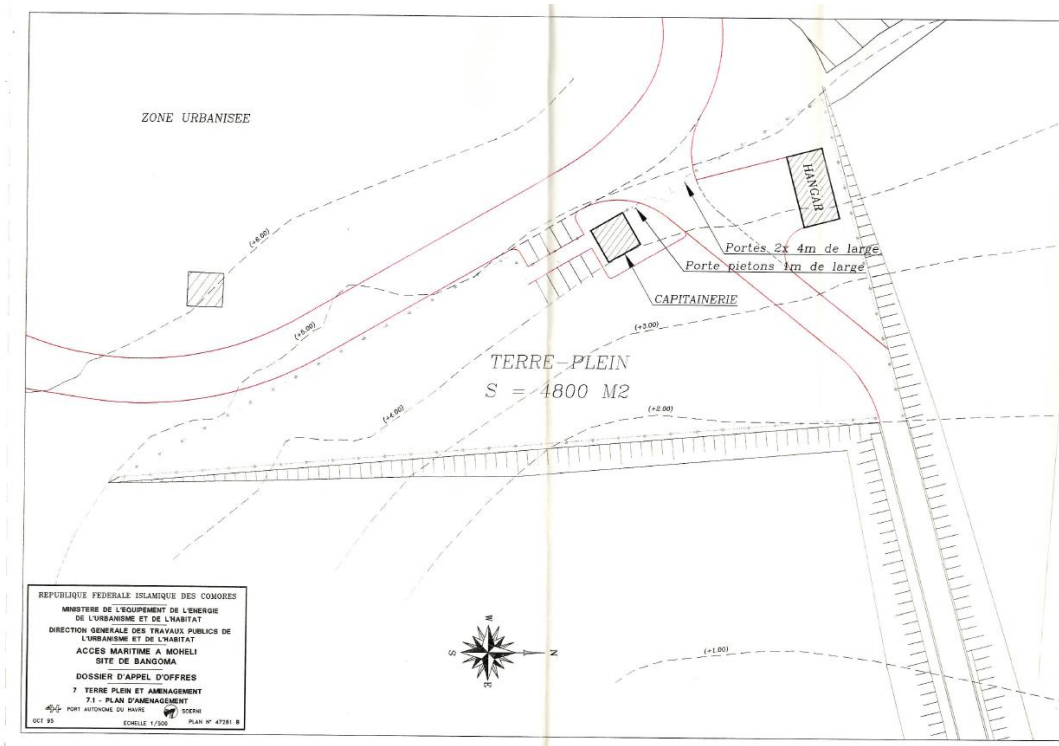 ZONE URBANISEE
(+6.00)
HANGAR
Portes 2x 4m de large
Porte pietons 1m de large
CAPITAINERIE
(+5.00)
(+3.00)
TERRE-PLEIN
S = 4800 M2
(+4.00)
(+2.00)
(+1.00)
W
S
N
E
REPUBLIQUE FEDERALE ISLAMIQUE DES COMORES
MINISTERE DE L'EQUIPEMENT DE L'ENERGIE
DE L'URBANISME ET DE L'HABITAT
DIRECTION GENERALE DES TRAVAUX PUBLICS DE
L'URBANISME ET DE L'HABITAT
ACCES MARITIME A MOHELI
SITE DE BANGOMA
DOSSIER D'APPEL D'OFFRES
7 TERRE PLEIN ET AMENAGEMENT
7.1 - PLAN D'AMENAGEMENT
PORT AUTONOME DU HAVRE SOERNI
OCT 95 ECHELLE 1/500 PLAN N° 47281 B